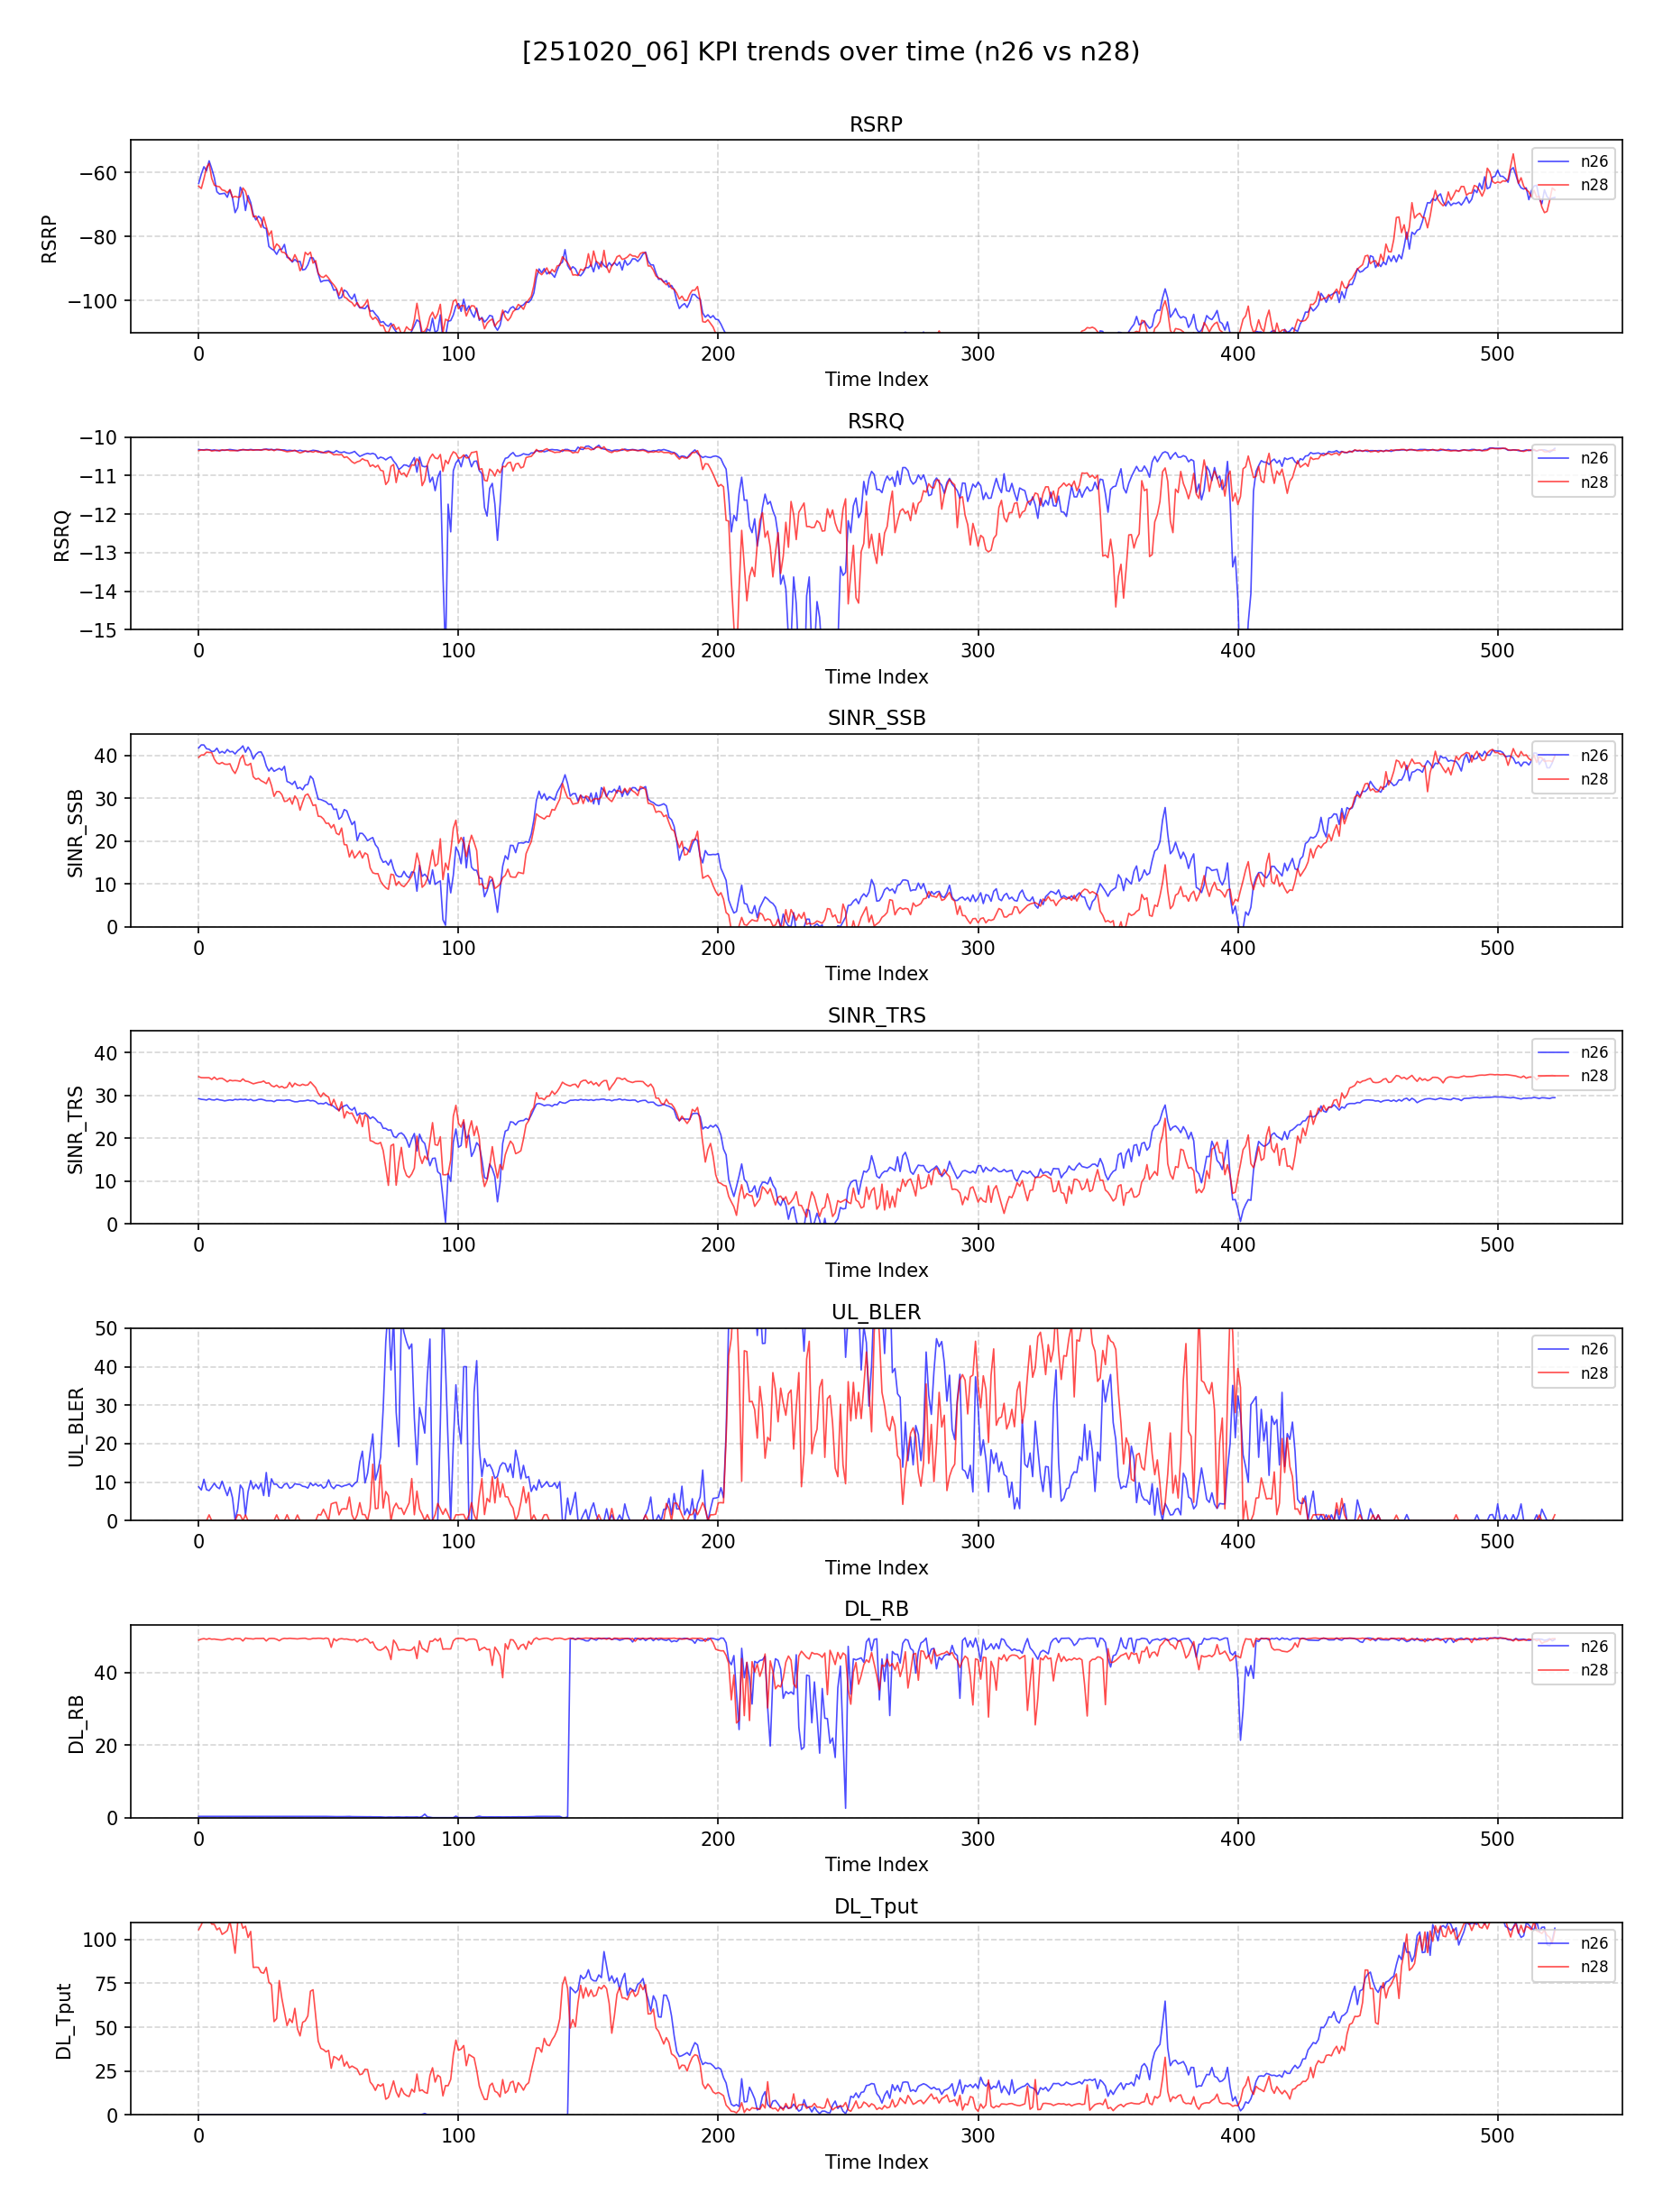 [251020_06] KPI trends over time (n26 vs n28)
RSRP
RSRP
−60
−80
−100
n26
n28
0 100 200 300 400 500
Time Index
RSRQ
RSRQ
−10
−11
−12
−13
−14
−15
n26
n28
0 100 200 300 400 500
Time Index
SINR_SSB
SINR_SSB
40
30
20
10
0
n26
n28
0 100 200 300 400 500
Time Index
SINR_TRS
SINR_TRS
40
30
20
10
0
n26
n28
0 100 200 300 400 500
Time Index
UL_BLER
UL_BLER
50
40
30
20
10
0
n26
n28
0 100 200 300 400 500
Time Index
DL_RB
DL_RB
40
20
0
n26
n28
0 100 200 300 400 500
Time Index
DL_Tput
DL_Tput
100
75
50
25
0
n26
n28
0 100 200 300 400 500
Time Index